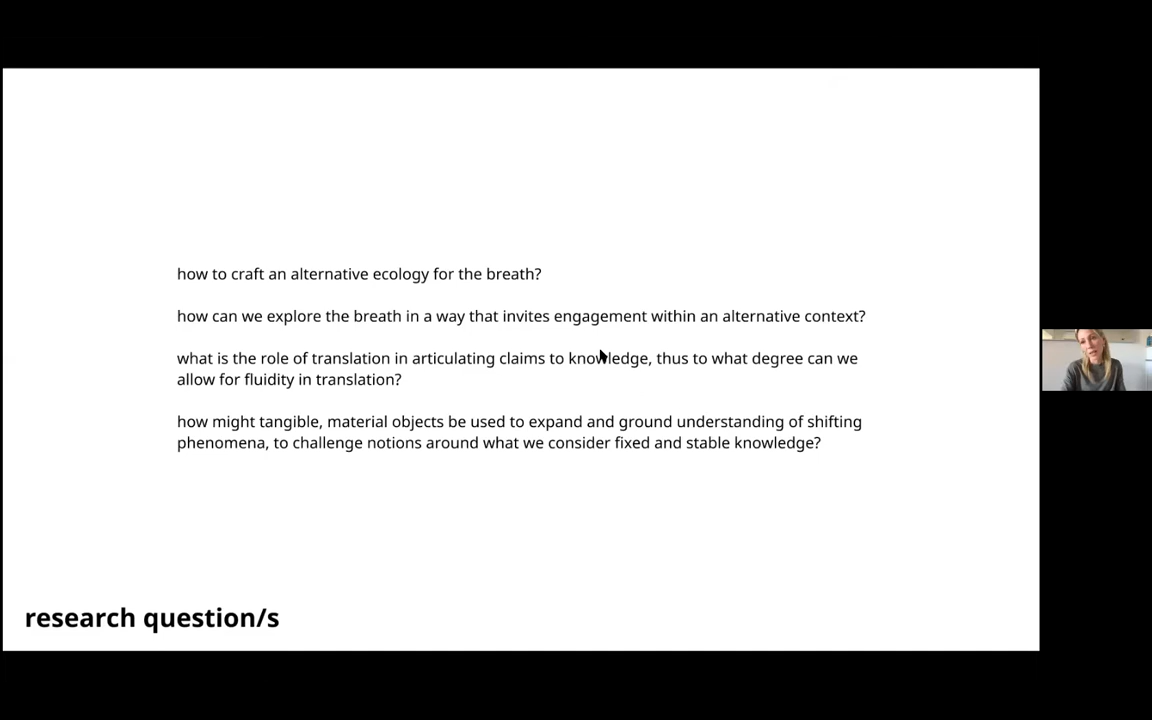 how to craft an alternative ecology for the breath?
how can we explore the breath in a way that invites engagement within an alternative context?
what is the role of translation in articulating claims to knowledge, thus to what degree can we
allow for fluidity in translation?
how might tangible, material objects be used to expand and ground understanding of shifting
phenomena, to challenge notions around what we consider fixed and stable knowledge?
research question/s